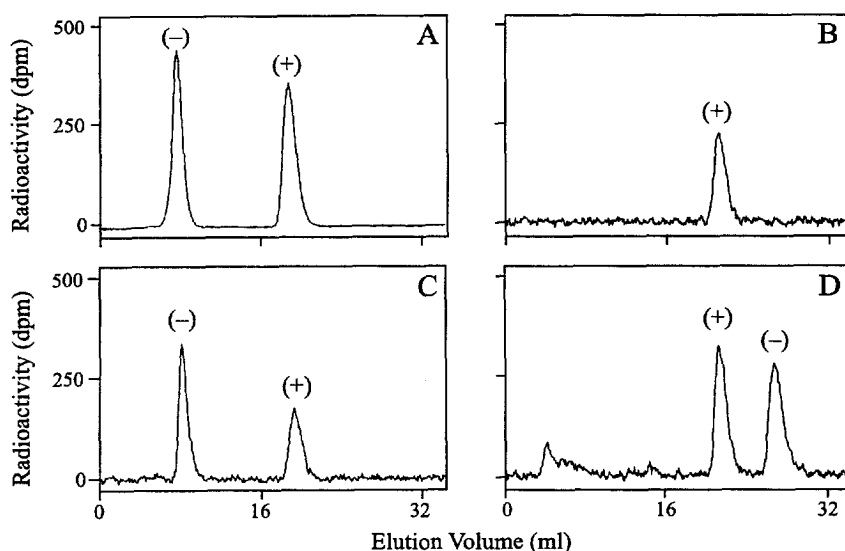 500
250
0
Radioactivity (dpm)
(–)
(+)
A
(+)
B
500
250
0
Radioactivity (dpm)
0
16
32
(–)
(+)
C
0
16
32
(+)
(–)
D
Elution Volume (ml)